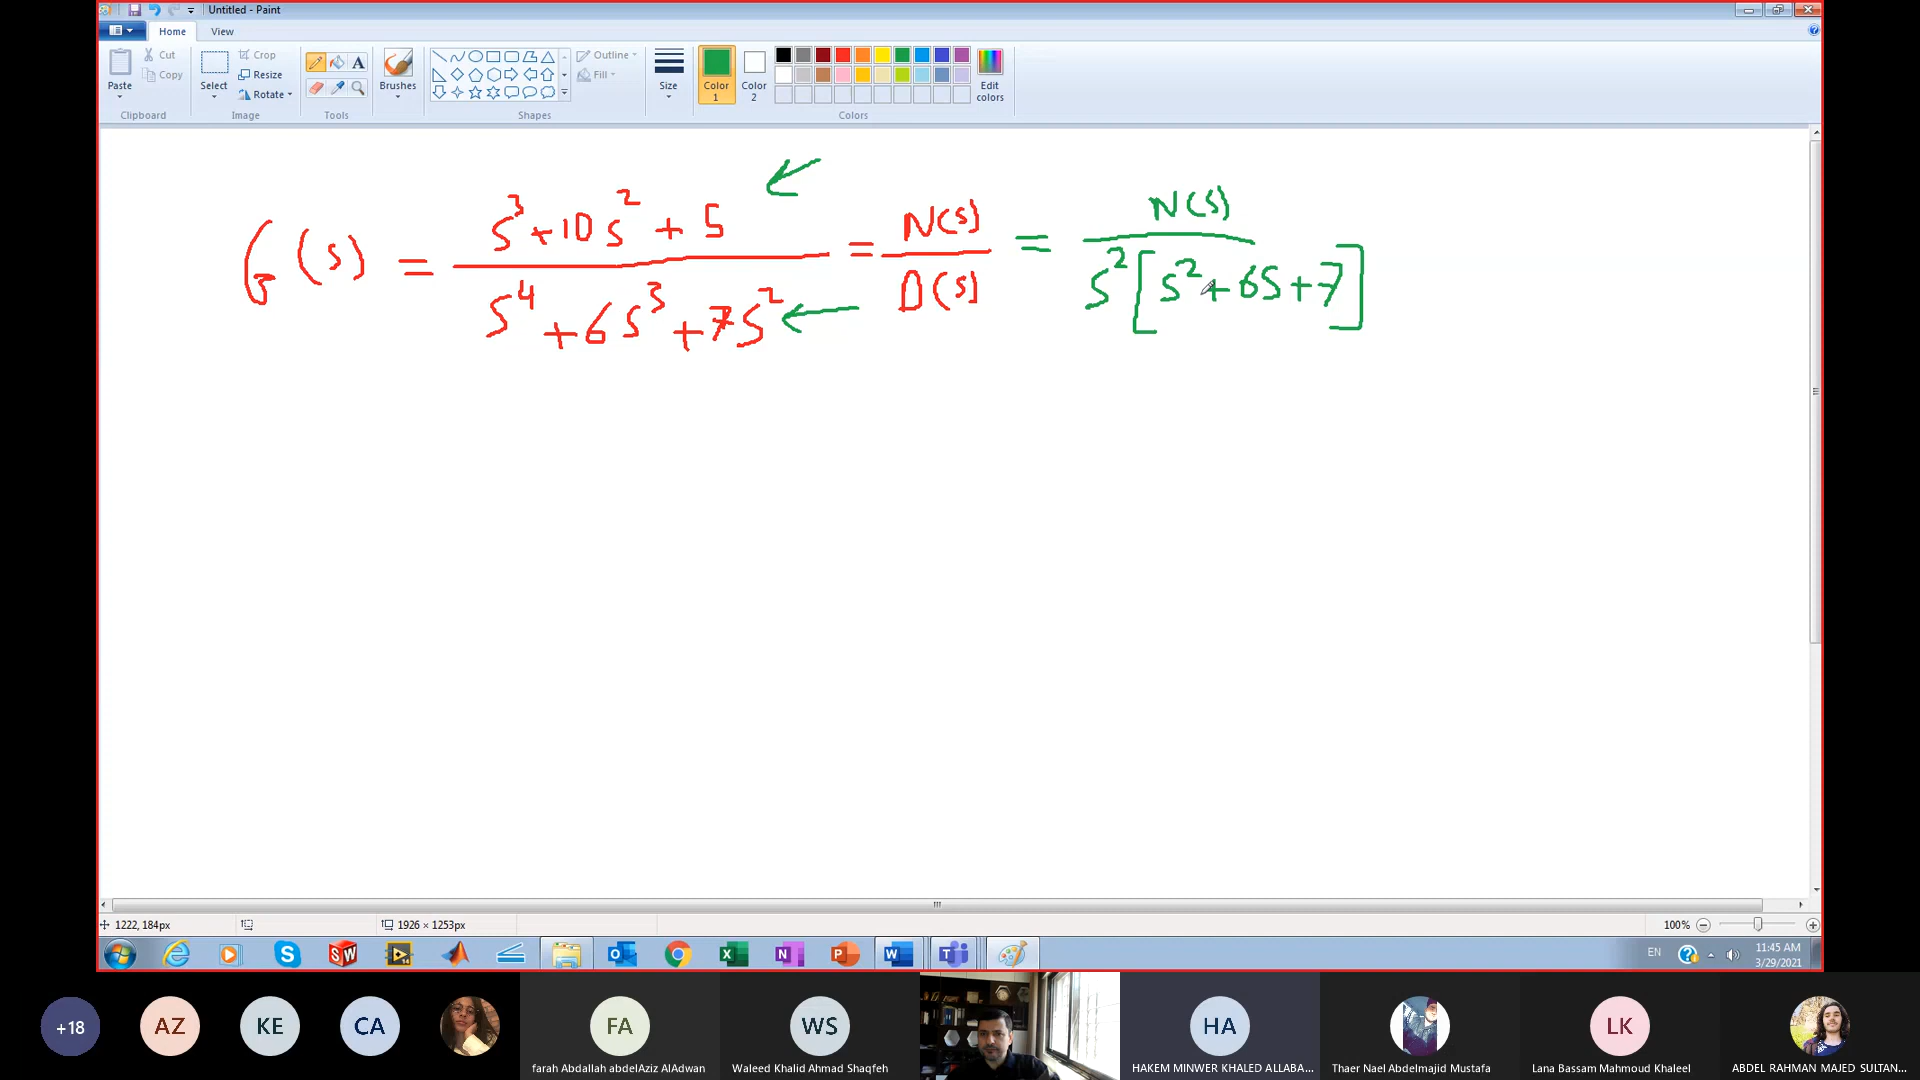 Untitled - Paint
Home View
Paste Cut Copy Clipboard
Select Crop Resize Rotate Image
Tools
Brushes
Outline Fill Shapes
Size
Color 1 Color 2 Edit colors Colors
G(s) = s³+10s²+5 / s⁴+6s³+7s² = N(s) / D(s) = N(s) / s²[s²+6s+7]
1222, 184px 1926 × 1253px 100%
EN 11:45 AM
3/29/2021
+18 AZ KE CA FA WS HA LK
farah Abdallah abdelAziz AlAdwan Waleed Khalid Ahmad Shaqfeh HAKEM MINWER KHALED ALLABA... Thaer Nael Abdelmajid Mustafa Lana Bassam Mahmoud Khaleel ABDEL RAHMAN MAJED SULTAN...